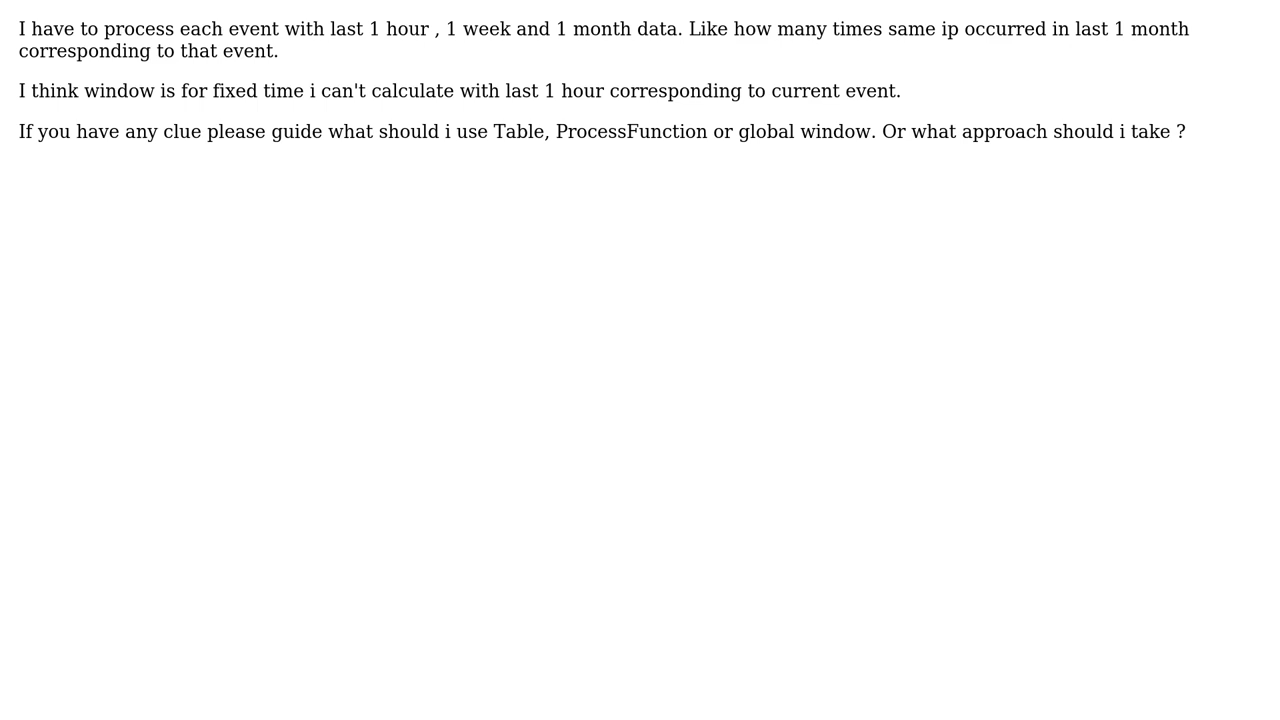 I have to process each event with last 1 hour , 1 week and 1 month data. Like how many times same ip occurred in last 1 month
corresponding to that event.
I think window is for fixed time i can't calculate with last 1 hour corresponding to current event.
If you have any clue please guide what should i use Table, ProcessFunction or global window. Or what approach should i take ?